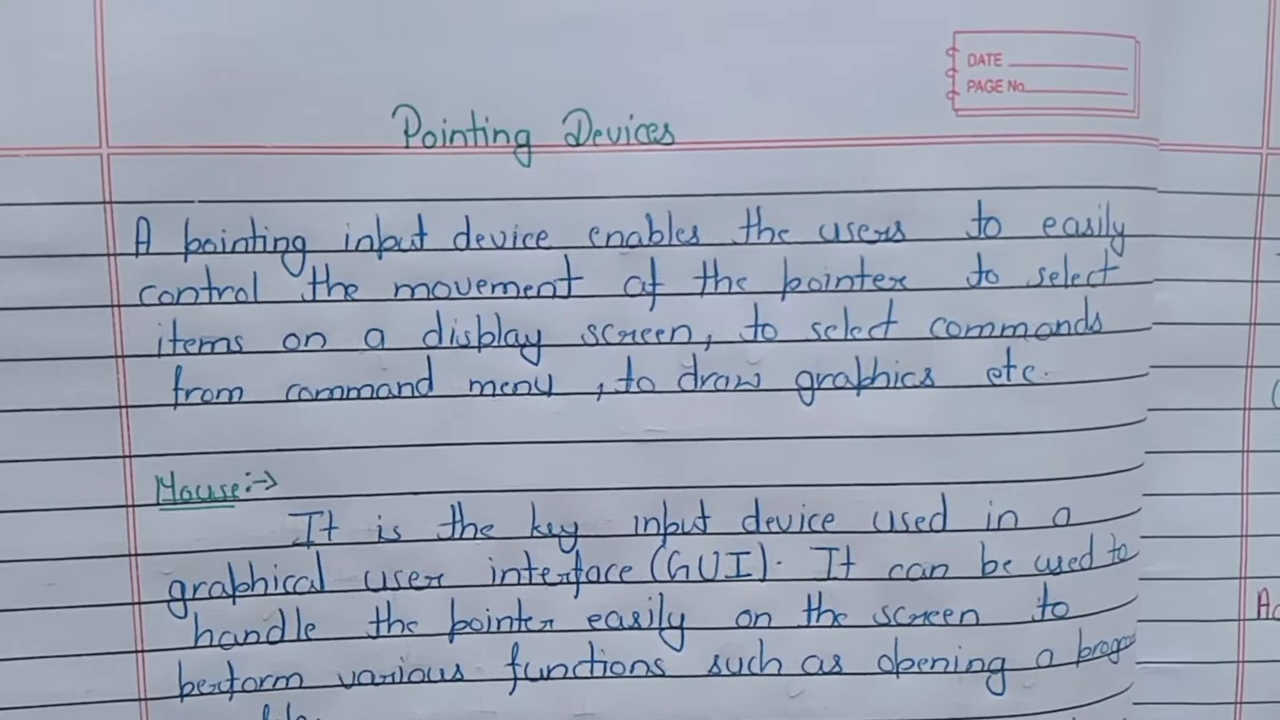 DATE
PAGE No
Pointing Devices
A pointing input device enables the users to easily
control the movement of the pointer to select
items on a display screen, to select commands
from command menu, to draw graphics etc.
Mouse:→
It is the key input device used in a
graphical user interface (GUI). It can be used to
handle the pointer easily on the screen to
perform various functions such as opening a